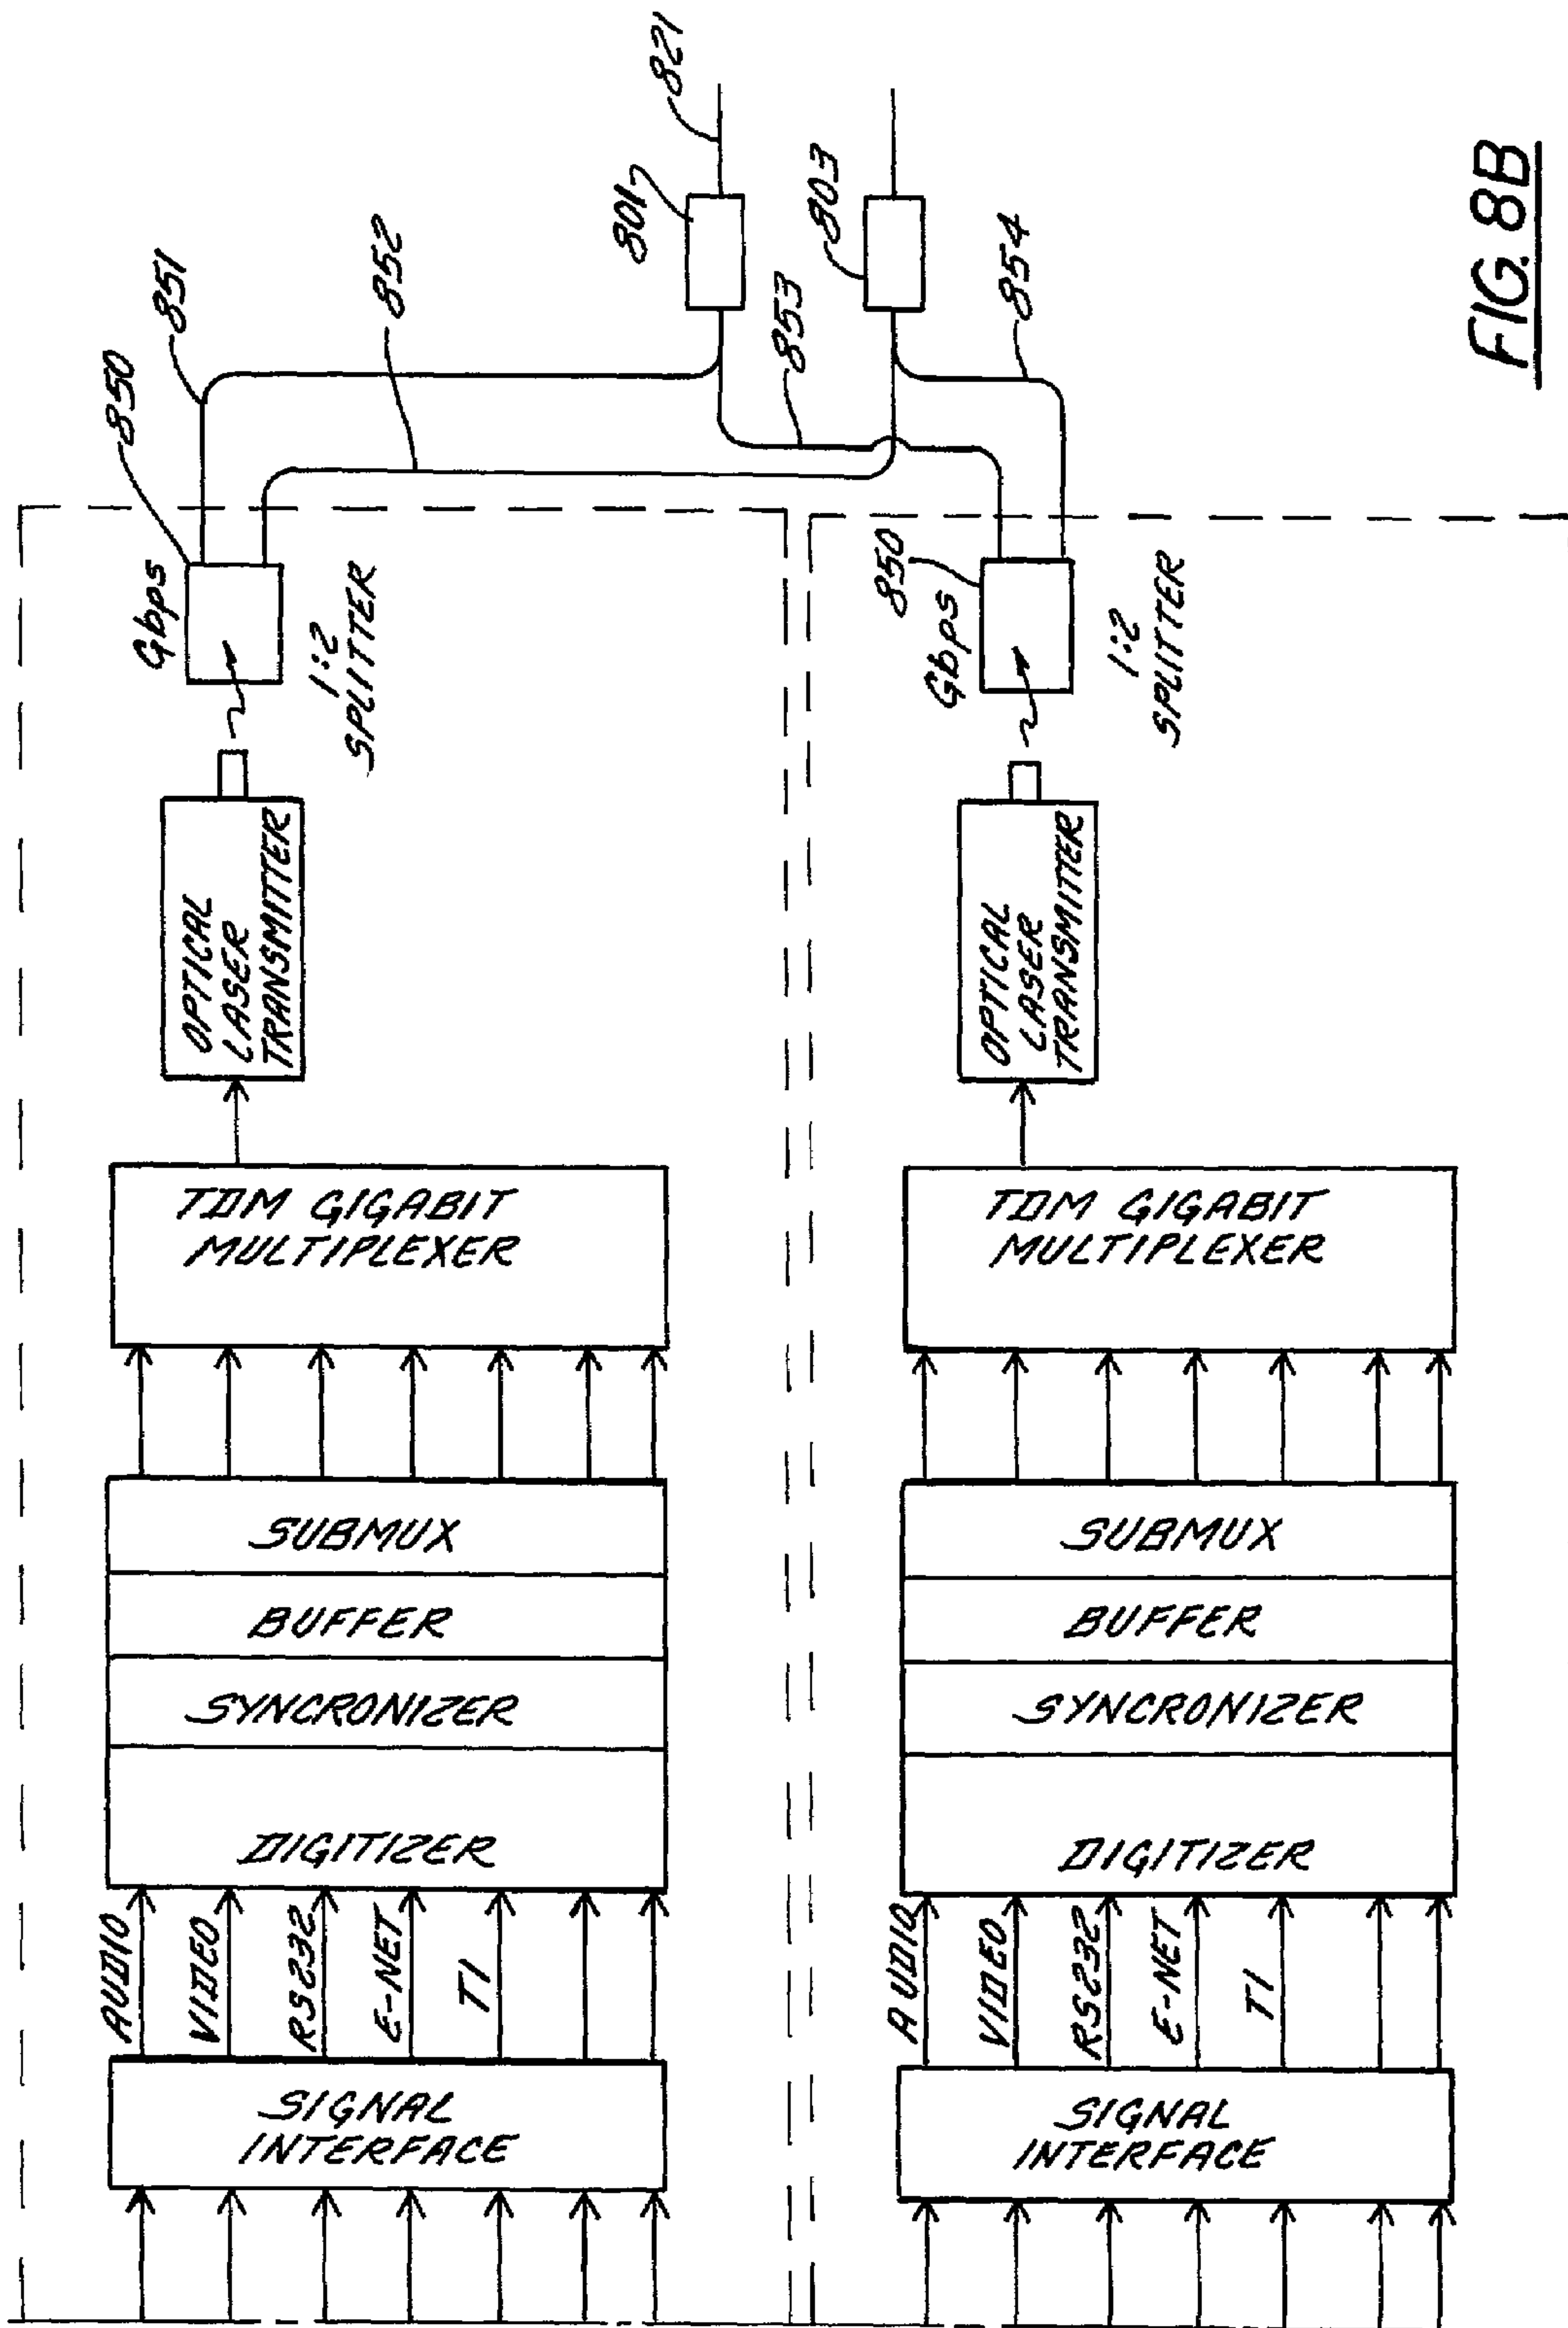 821
801
851
852
853
803
854
850
Gbps
1:2
SPLITTER
OPTICAL
LASER
TRANSMITTER
TDM GIGABIT
MULTIPLEXER
SUBMUX
BUFFER
SYNCRONIZER
DIGITIZER
AUDIO
VIDEO
RS232
E-NET
T1
SIGNAL
INTERFACE
850
Gbps
1:2
SPLITTER
OPTICAL
LASER
TRANSMITTER
TDM GIGABIT
MULTIPLEXER
SUBMUX
BUFFER
SYNCRONIZER
DIGITIZER
AUDIO
VIDEO
RS232
E-NET
T1
SIGNAL
INTERFACE
FIG. 8B